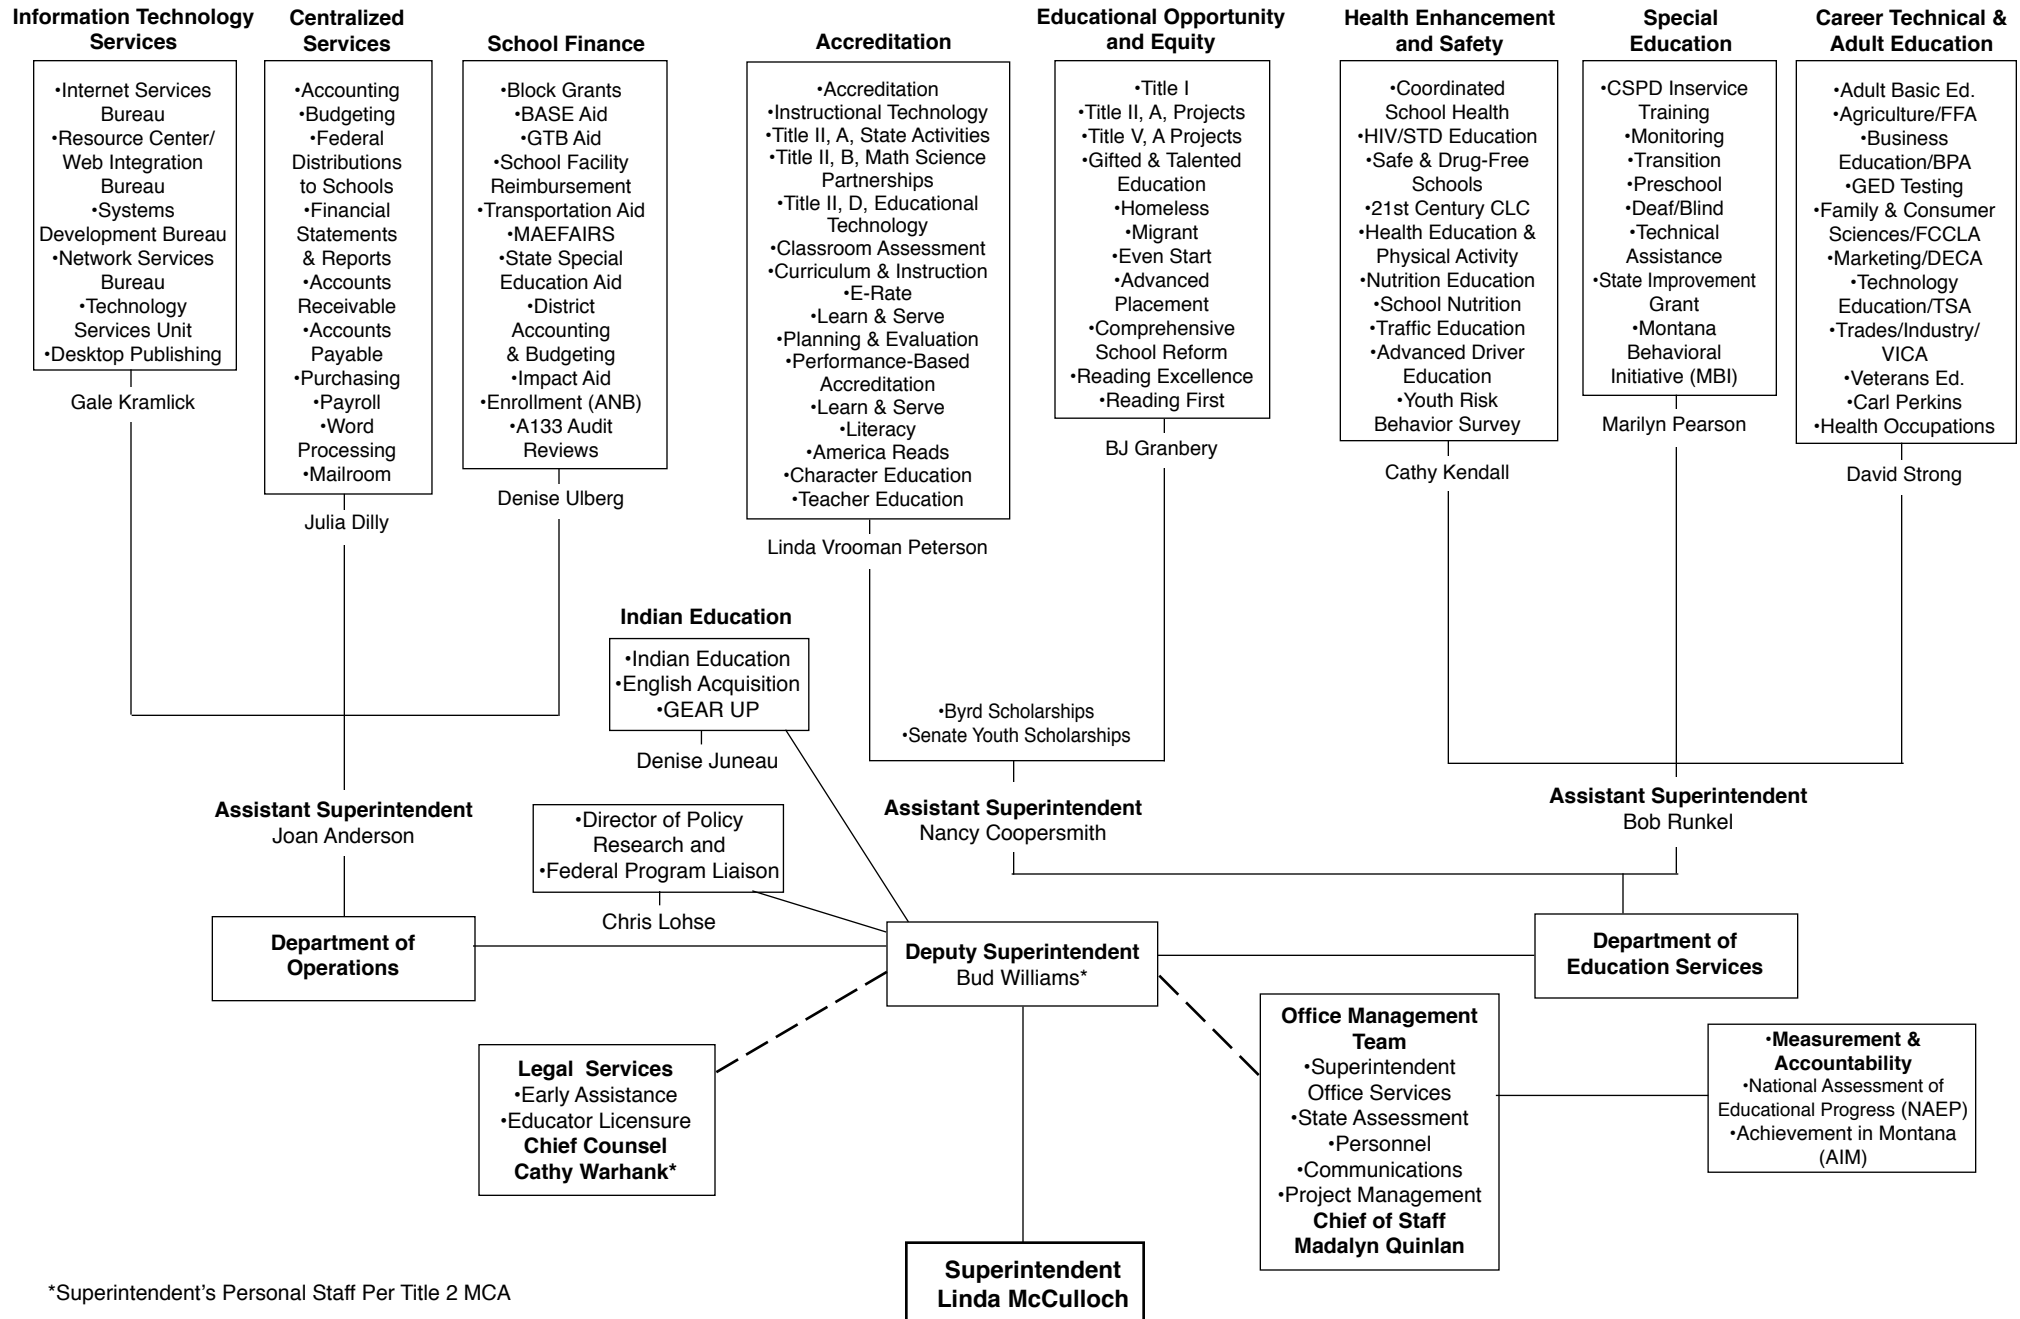 Information Technology
Services
•Internet Services
Bureau
•Resource Center/
Web Integration
Bureau
•Systems
Development Bureau
•Network Services
Bureau
•Technology
Services Unit
•Desktop Publishing
Gale Kramlick
Centralized
Services
•Accounting
•Budgeting
•Federal
Distributions
to Schools
•Financial
Statements
& Reports
•Accounts
Receivable
•Accounts
Payable
•Purchasing
•Payroll
•Word
Processing
•Mailroom
Julia Dilly
School Finance
•Block Grants
•BASE Aid
•GTB Aid
•School Facility
Reimbursement
•Transportation Aid
•MAEFAIRS
•State Special
Education Aid
•District
Accounting
& Budgeting
•Impact Aid
•Enrollment (ANB)
•A133 Audit
Reviews
Denise Ulberg
Accreditation
•Accreditation
•Instructional Technology
•Title II, A, State Activities
•Title II, B, Math Science
Partnerships
•Title II, D, Educational
Technology
•Classroom Assessment
•Curriculum & Instruction
•E-Rate
•Learn & Serve
•Planning & Evaluation
•Performance-Based
Accreditation
•Learn & Serve
•Literacy
•America Reads
•Character Education
•Teacher Education
Linda Vrooman Peterson
Educational Opportunity
and Equity
•Title I
•Title II, A, Projects
•Title V, A Projects
•Gifted & Talented
Education
•Homeless
•Migrant
•Even Start
•Advanced
Placement
•Comprehensive
School Reform
•Reading Excellence
•Reading First
BJ Granbery
Health Enhancement
and Safety
•Coordinated
School Health
•HIV/STD Education
•Safe & Drug-Free
Schools
•21st Century CLC
•Health Education &
Physical Activity
•Nutrition Education
•School Nutrition
•Traffic Education
•Advanced Driver
Education
•Youth Risk
Behavior Survey
Cathy Kendall
Special
Education
•CSPD Inservice
Training
•Monitoring
•Transition
•Preschool
•Deaf/Blind
•Technical
Assistance
•State Improvement
Grant
•Montana
Behavioral
Initiative (MBI)
Marilyn Pearson
Career Technical &
Adult Education
•Adult Basic Ed.
•Agriculture/FFA
•Business
Education/BPA
•GED Testing
•Family & Consumer
Sciences/FCCLA
•Marketing/DECA
•Technology
Education/TSA
•Trades/Industry/
VICA
•Veterans Ed.
•Carl Perkins
•Health Occupations
David Strong
Indian Education
•Indian Education
•English Acquisition
•GEAR UP
Denise Juneau
•Byrd Scholarships
•Senate Youth Scholarships
Assistant Superintendent
Joan Anderson
•Director of Policy
Research and
•Federal Program Liaison
Chris Lohse
Assistant Superintendent
Nancy Coopersmith
Assistant Superintendent
Bob Runkel
Department of
Operations
Deputy Superintendent
Bud Williams*
Department of
Education Services
Legal Services
•Early Assistance
•Educator Licensure
Chief Counsel
Cathy Warhank*
Office Management
Team
•Superintendent
Office Services
•State Assessment
•Personnel
•Communications
•Project Management
Chief of Staff
Madalyn Quinlan
•Measurement &
Accountability
•National Assessment of
Educational Progress (NAEP)
•Achievement in Montana
(AIM)
Superintendent
Linda McCulloch
*Superintendent's Personal Staff Per Title 2 MCA